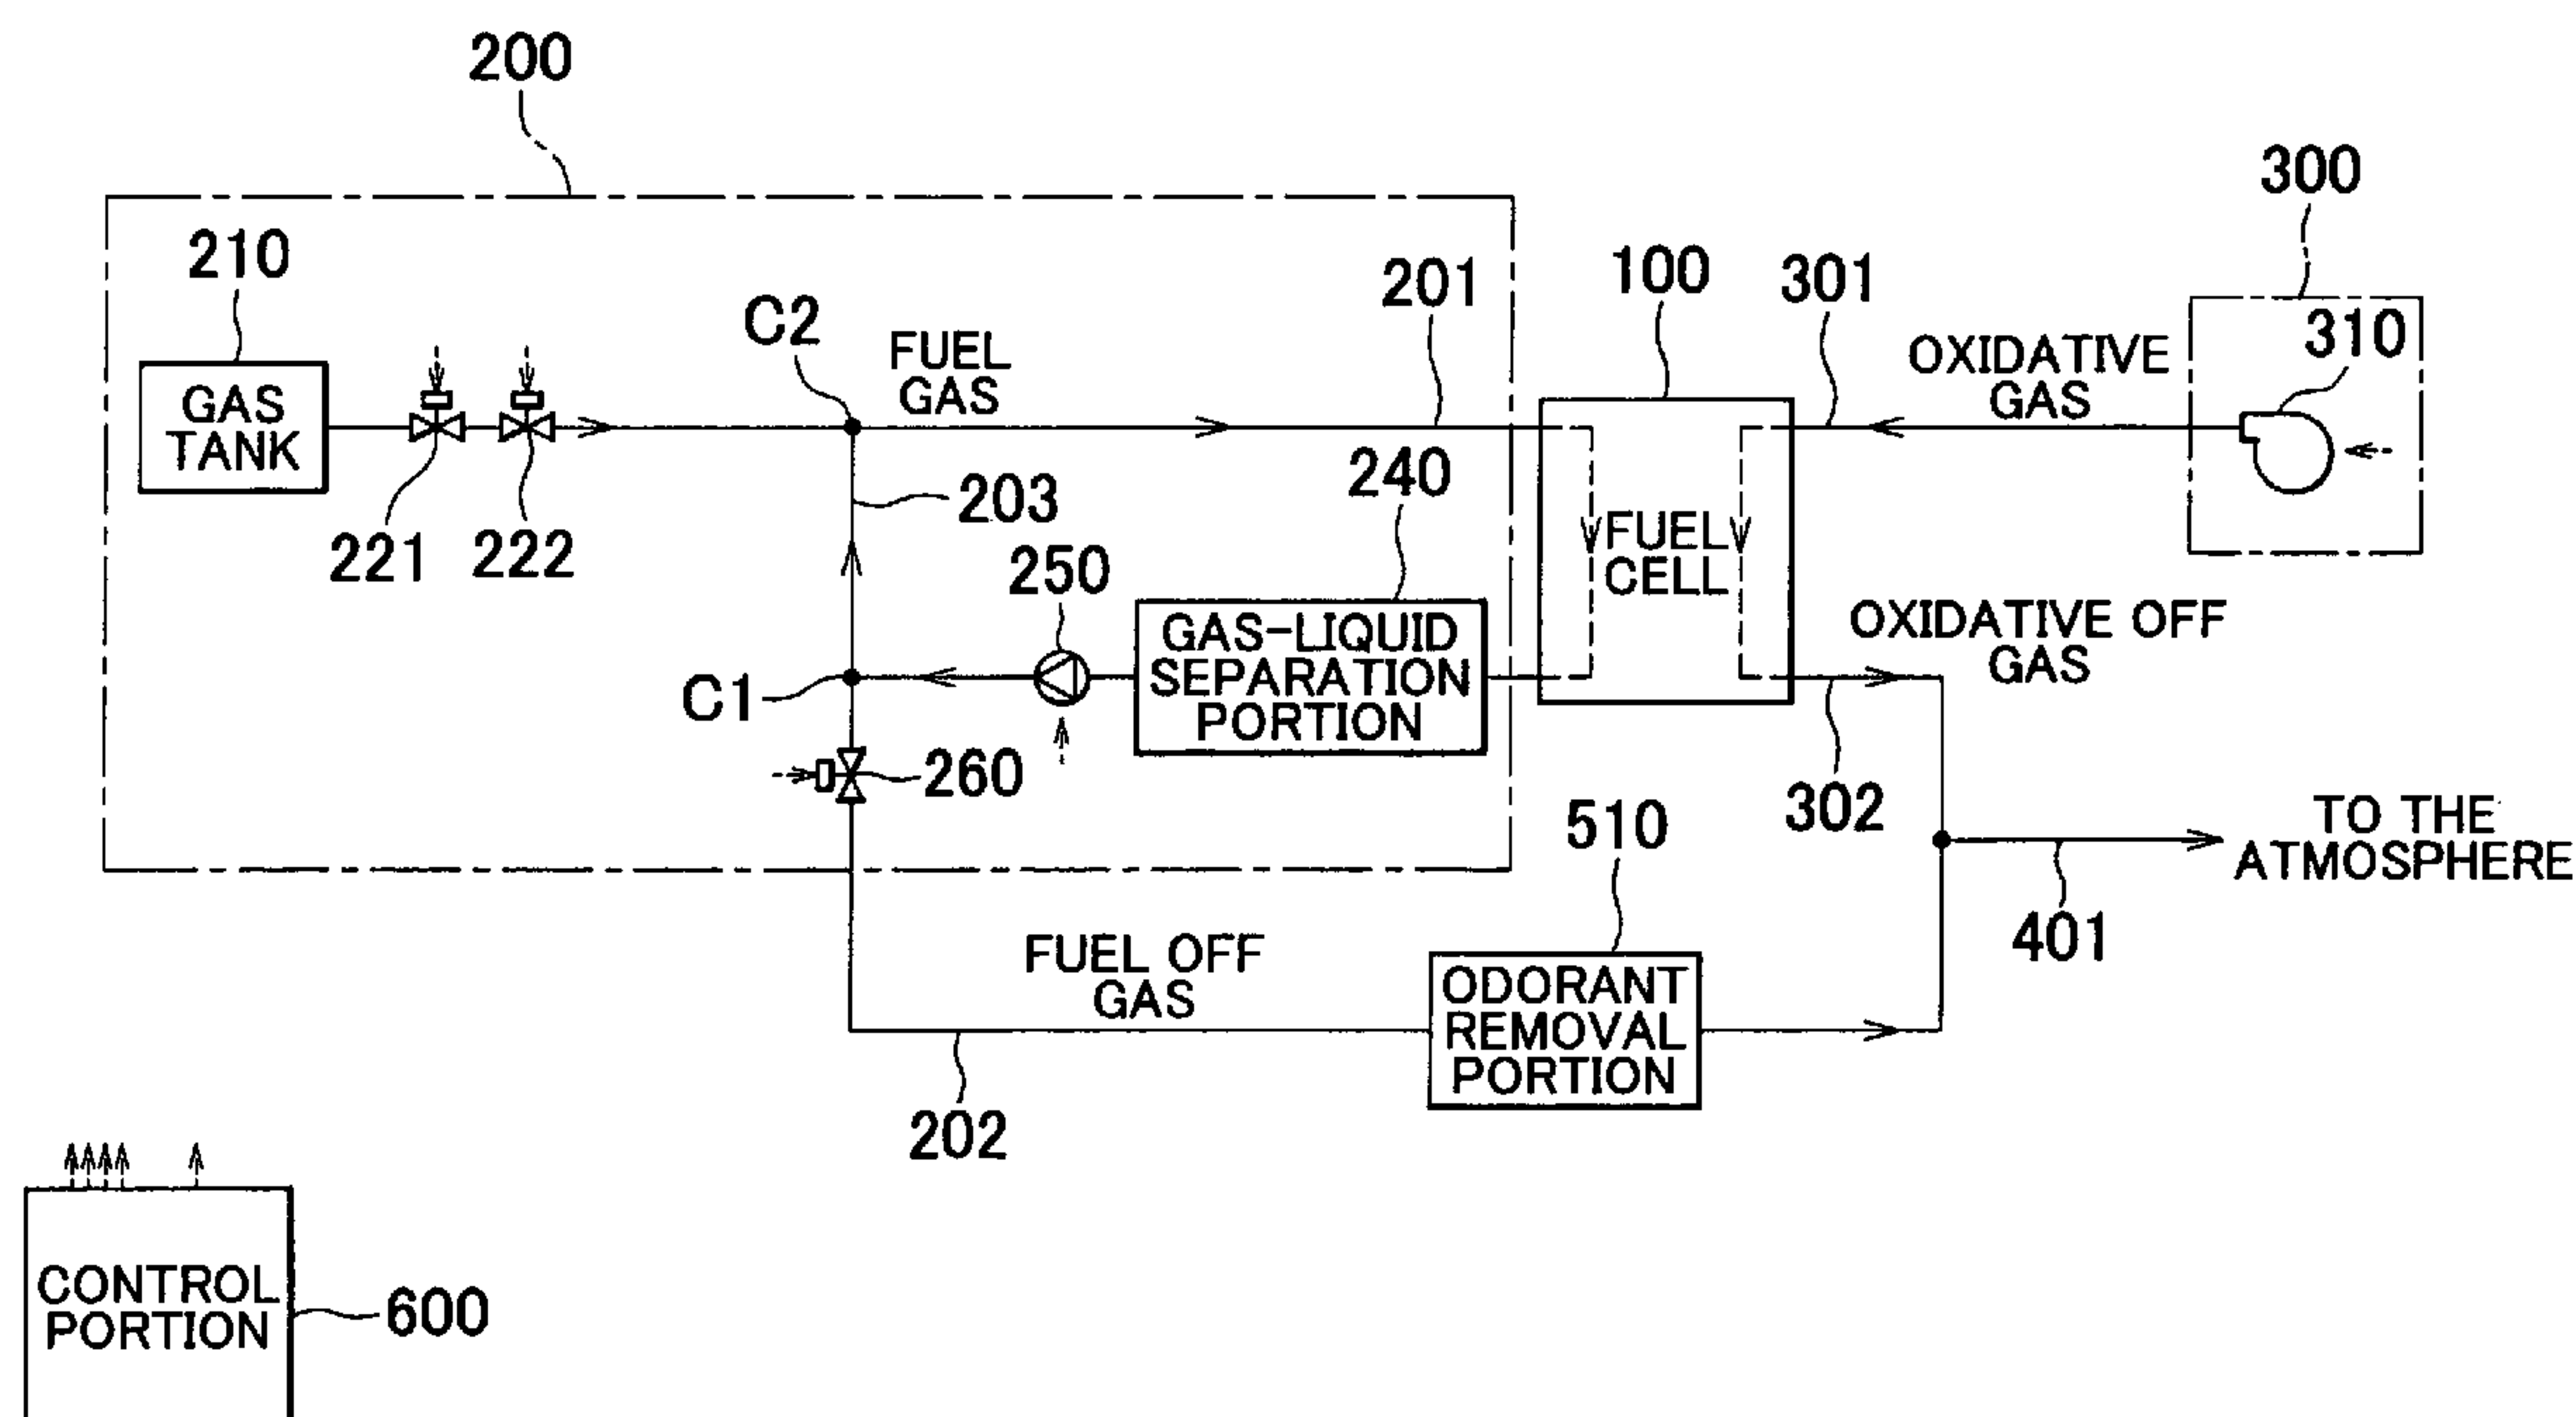 200
300
210
310
100
301
201
C2
FUEL
GAS
OXIDATIVE
GAS
GAS
TANK
240
203
221
222
250
FUEL
CELL
GAS-LIQUID
SEPARATION
PORTION
OXIDATIVE OFF
GAS
C1
260
302
510
TO THE
ATMOSPHERE
401
FUEL OFF
GAS
ODORANT
REMOVAL
PORTION
202
CONTROL
PORTION
600